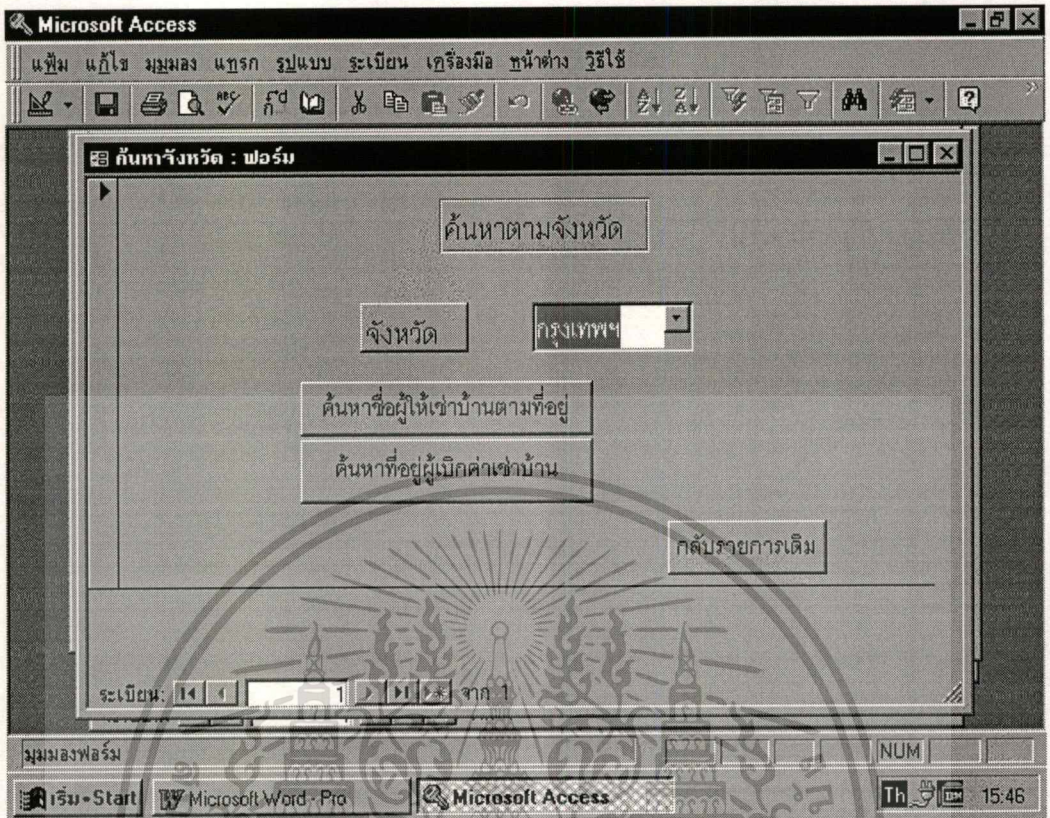 Microsoft Access
แฟ้ม แก้ไข มุมมอง แทรก รูปแบบ ระเบียน เครื่องมือ หน้าต่าง วิธีใช้
ค้นหาจังหวัด : ฟอร์ม
ค้นหาตามจังหวัด
จังหวัด กรุงเทพฯ
ค้นหาชื่อผู้ให้เช่าบ้านตามที่อยู่
ค้นหาที่อยู่ผู้เบิกค่าเช่าบ้าน
กลับรายการเดิม
ระเบียน: 1 จาก 1
มุมมองฟอร์ม NUM
เริ่ม-Start Microsoft Word - Pro Microsoft Access Th IBM 15:46